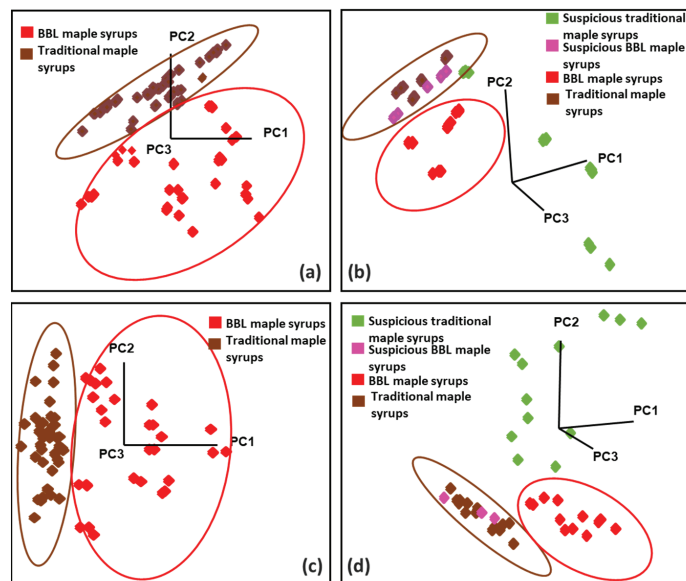 BBL maple syrups
Traditional maple
syrups
PC2
PC1
PC3
(a)
Suspicious traditional
maple syrups
Suspicious BBL maple
syrups
BBL maple syrups
Traditional maple
syrups
PC2
PC1
PC3
(b)
BBL maple syrups
Traditional maple
syrups
PC2
PC1
PC3
(c)
Suspicious traditional
maple syrups
Suspicious BBL maple
syrups
BBL maple syrups
Traditional maple
syrups
PC2
PC1
PC3
(d)